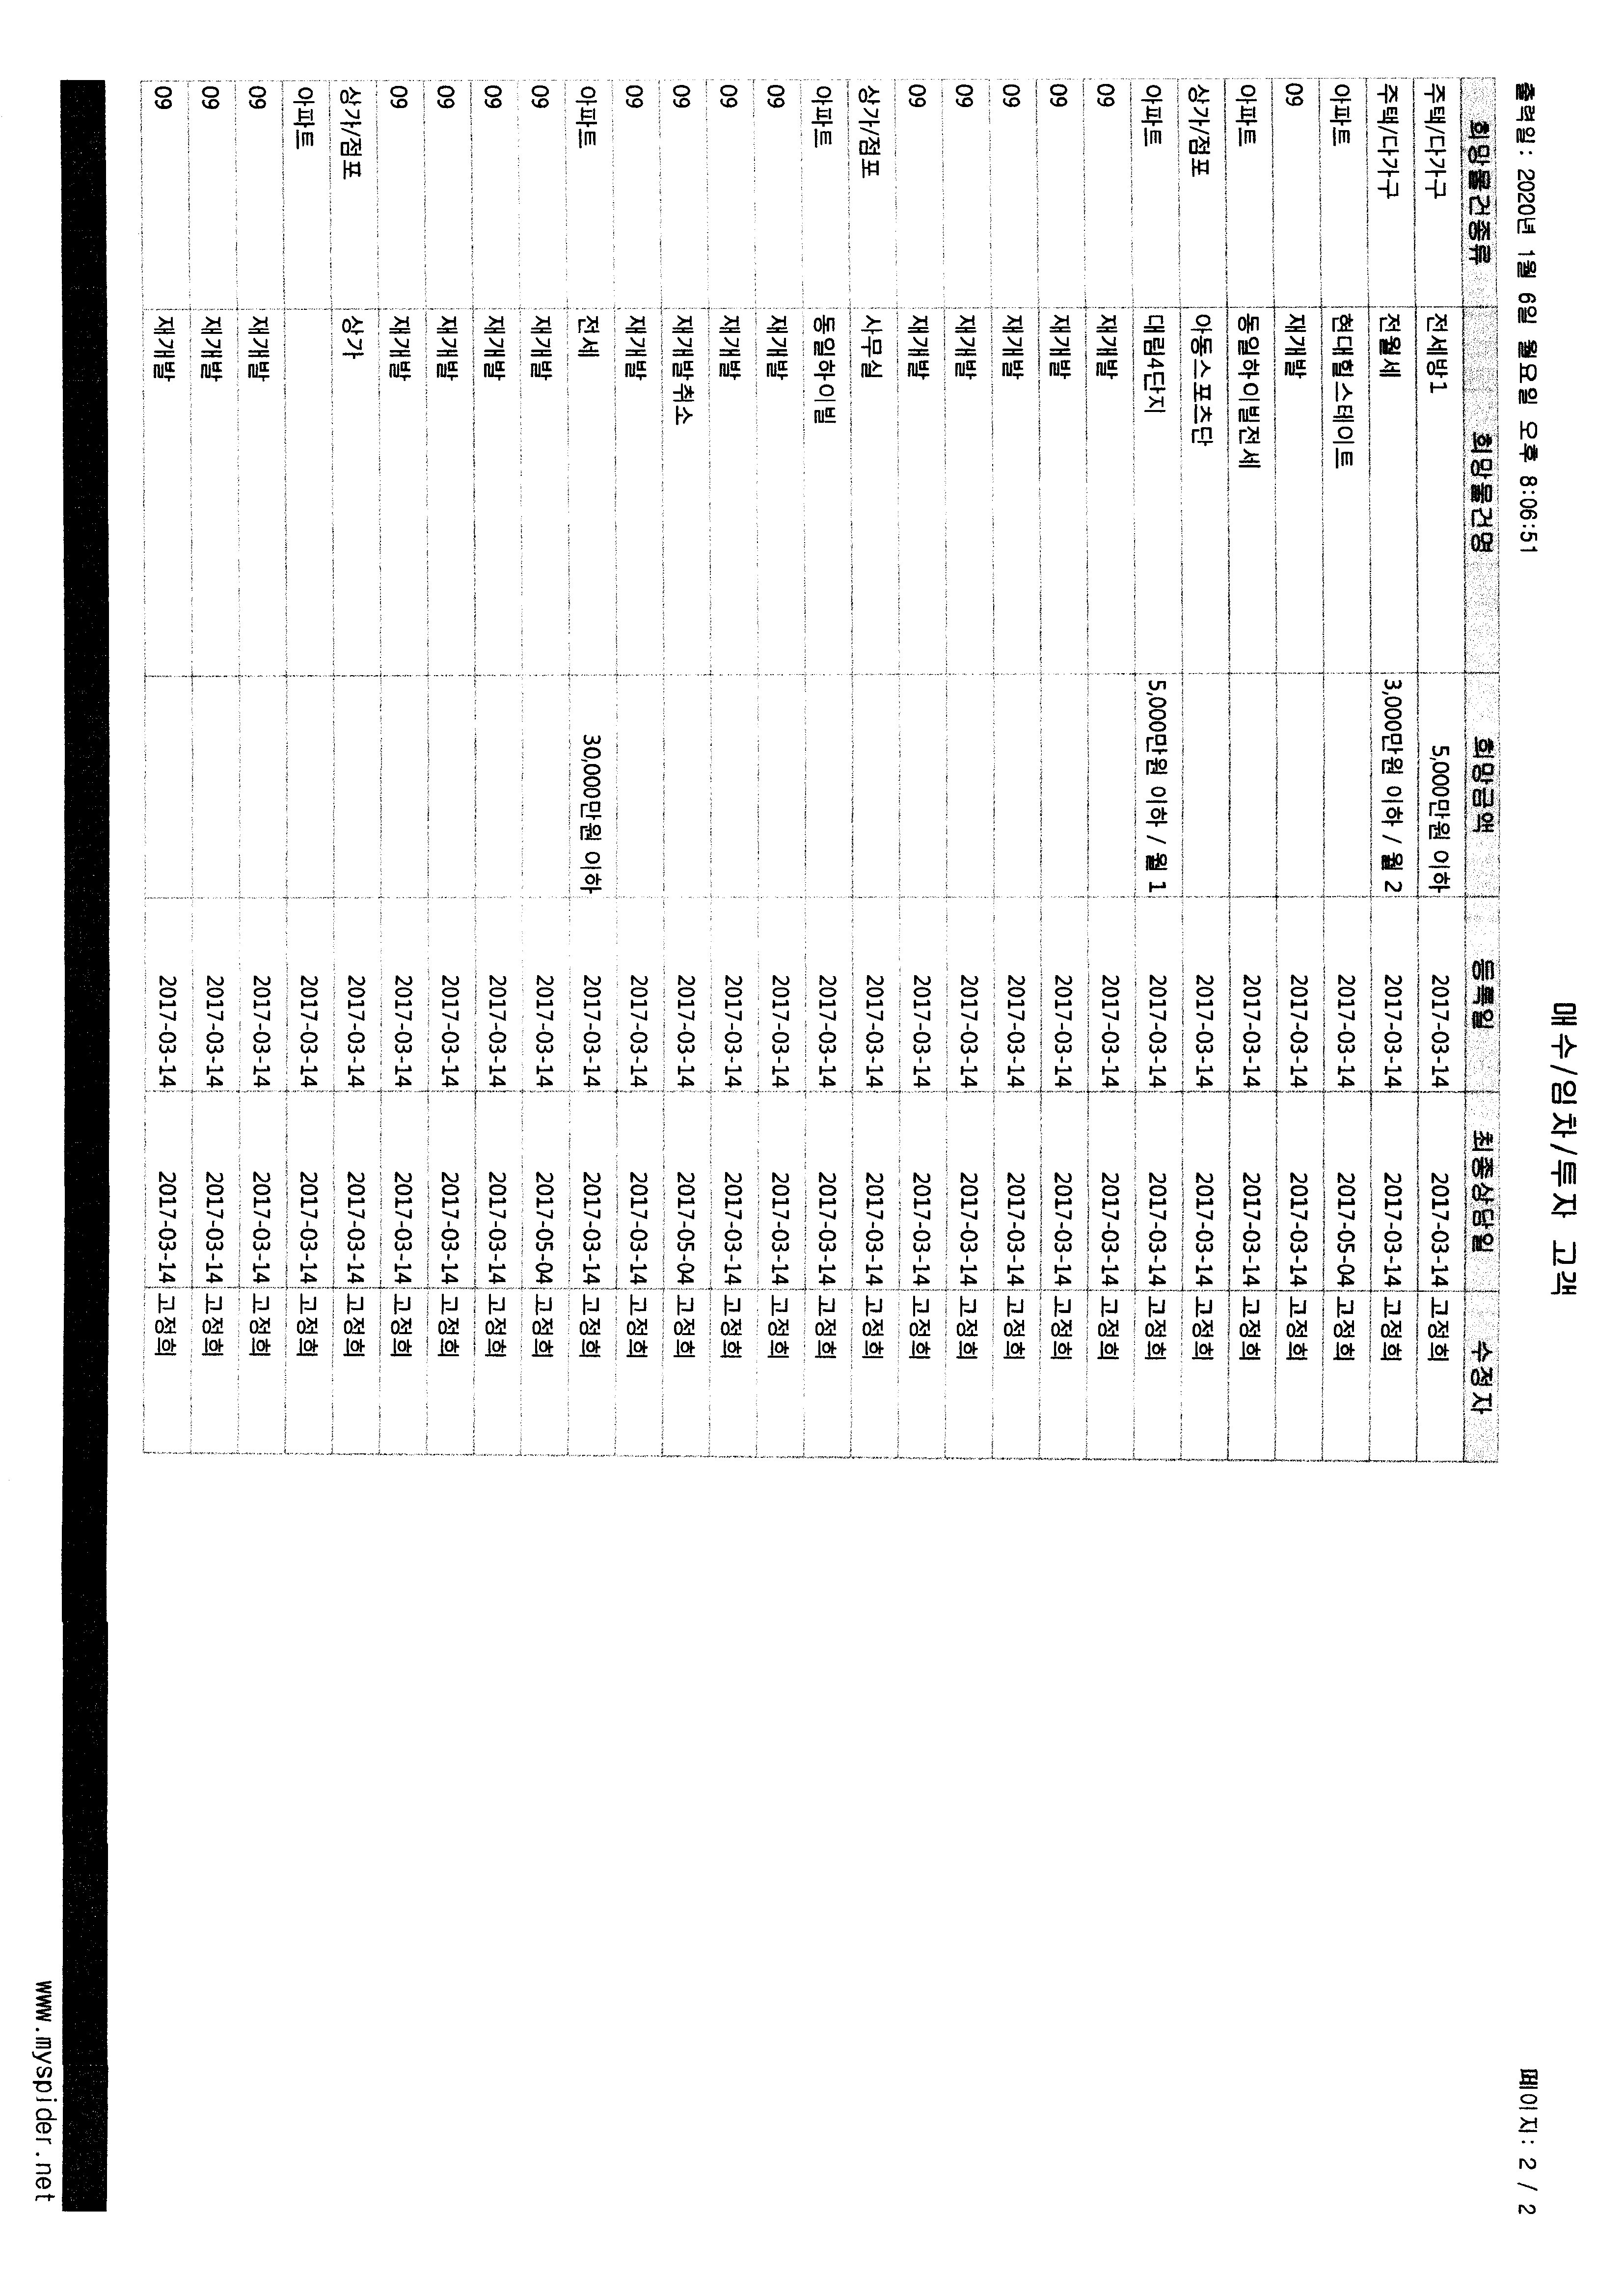 매수/임차/투자 고객
출력일: 2020년 1월 6일 월요일 오후 8:06:51 페이지: 2 / 2
희망물건종류 희망물건명 희망금액 등록일 최종상담일 수정자
주택/다가구 전세방1 5,000만원 이하 2017-03-14 2017-03-14 고정희
주택/다가구 전월세 3,000만원 이하 / 월 2 2017-03-14 2017-03-14 고정희
아파트 현대힐스테이트 2017-03-14 2017-05-04 고정희
09 재개발 2017-03-14 2017-03-14 고정희
아파트 동일하이빌전세 2017-03-14 2017-03-14 고정희
상가/점포 아동스포츠단 2017-03-14 2017-03-14 고정희
아파트 대림4단지 5,000만원 이하 / 월 1 2017-03-14 2017-03-14 고정희
09 재개발 2017-03-14 2017-03-14 고정희
09 재개발 2017-03-14 2017-03-14 고정희
09 재개발 2017-03-14 2017-03-14 고정희
09 재개발 2017-03-14 2017-03-14 고정희
09 재개발 2017-03-14 2017-03-14 고정희
상가/점포 사무실 2017-03-14 2017-03-14 고정희
아파트 동일하이빌 2017-03-14 2017-03-14 고정희
09 재개발 2017-03-14 2017-03-14 고정희
09 재개발 2017-03-14 2017-03-14 고정희
09 재개발취소 2017-03-14 2017-05-04 고정희
09 재개발 2017-03-14 2017-03-14 고정희
아파트 전세 30,000만원 이하 2017-03-14 2017-03-14 고정희
09 재개발 2017-03-14 2017-05-04 고정희
09 재개발 2017-03-14 2017-03-14 고정희
09 재개발 2017-03-14 2017-03-14 고정희
09 재개발 2017-03-14 2017-03-14 고정희
상가/점포 상가 2017-03-14 2017-03-14 고정희
아파트 2017-03-14 2017-03-14 고정희
09 재개발 2017-03-14 2017-03-14 고정희
09 재개발 2017-03-14 2017-03-14 고정희
09 재개발 2017-03-14 2017-03-14 고정희
www.myspider.net